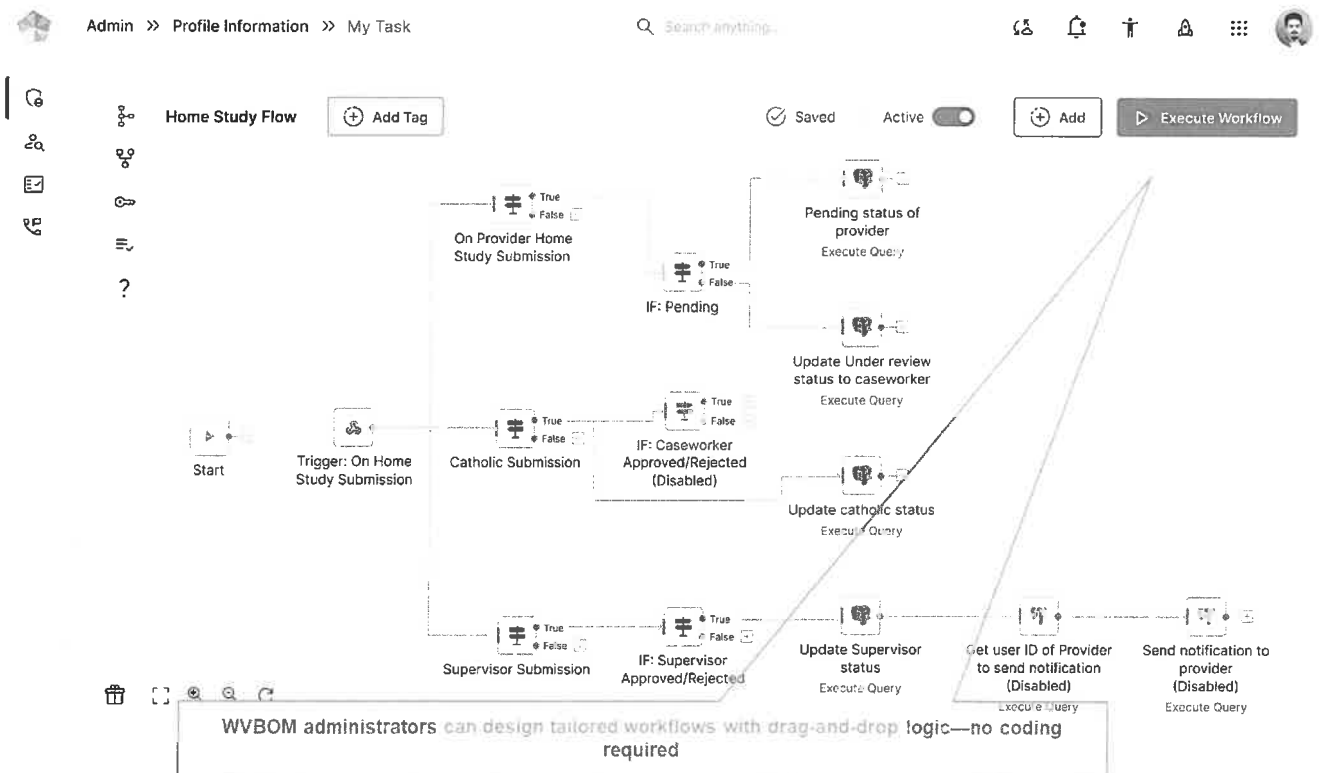 Admin >> Profile Information >> My Task
Search anything...
Home Study Flow
Add Tag
Saved
Active
Add
Execute Workflow
True
False
On Provider Home
Study Submission
Pending status of
provider
Execute Query
True
False
IF: Pending
Update Under review
status to caseworker
Execute Query
Start
Trigger: On Home
Study Submission
True
False
Catholic Submission
True
False
IF: Caseworker
Approved/Rejected
(Disabled)
Update catholic status
Execute Query
True
False
Supervisor Submission
True
False
IF: Supervisor
Approved/Rejected
Update Supervisor
status
Execute Query
Get user ID of Provider
to send notification
(Disabled)
Execute Query
Send notification to
provider
(Disabled)
Execute Query
?
WVBOM administrators can design tailored workflows with drag-and-drop logic—no coding
required